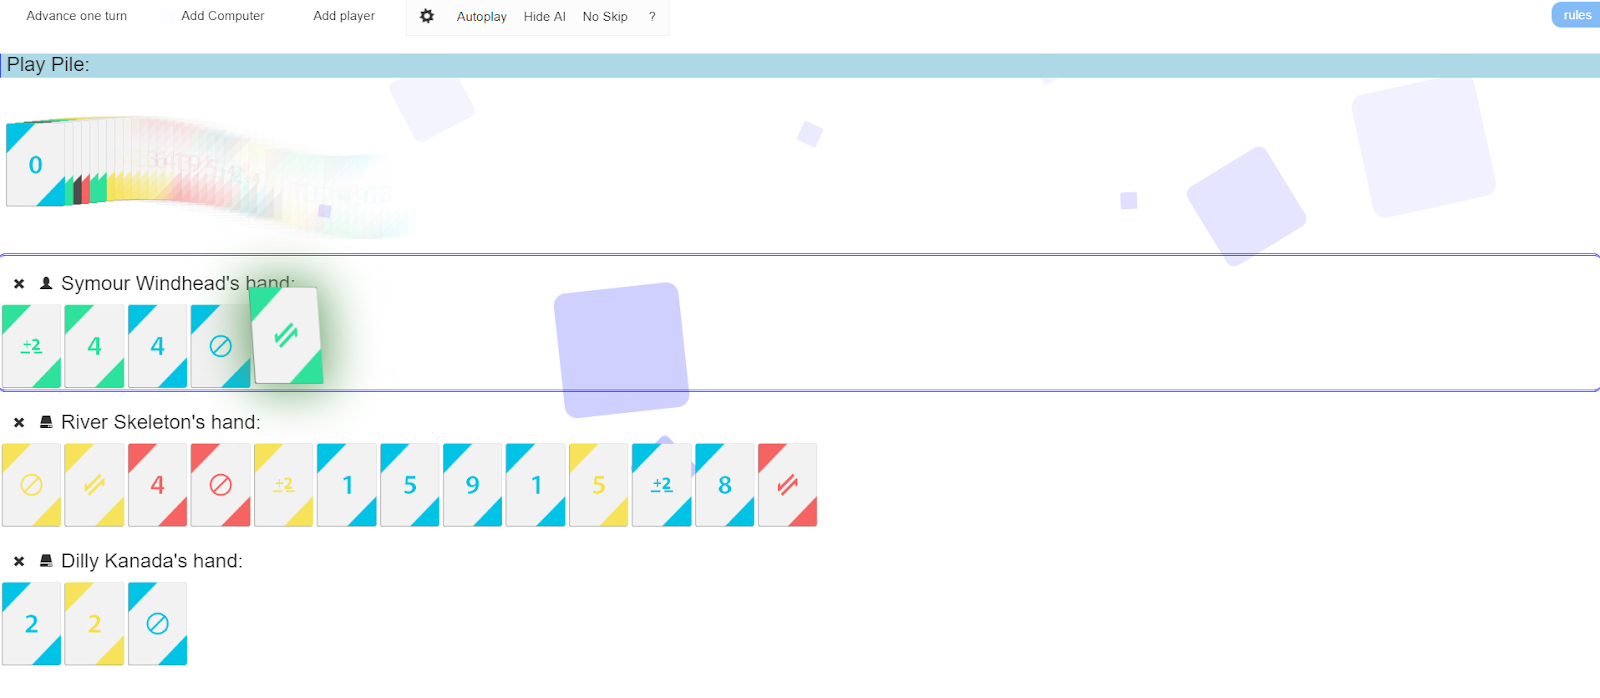 Advance one turn Add Computer Add player Autoplay Hide AI No Skip ? rules
Play Pile:
0
Symour Windhead's hand:
+2 4 4
River Skeleton's hand:
4 +2 1 5 9 1 5 +2 8
Dilly Kanada's hand:
2 2